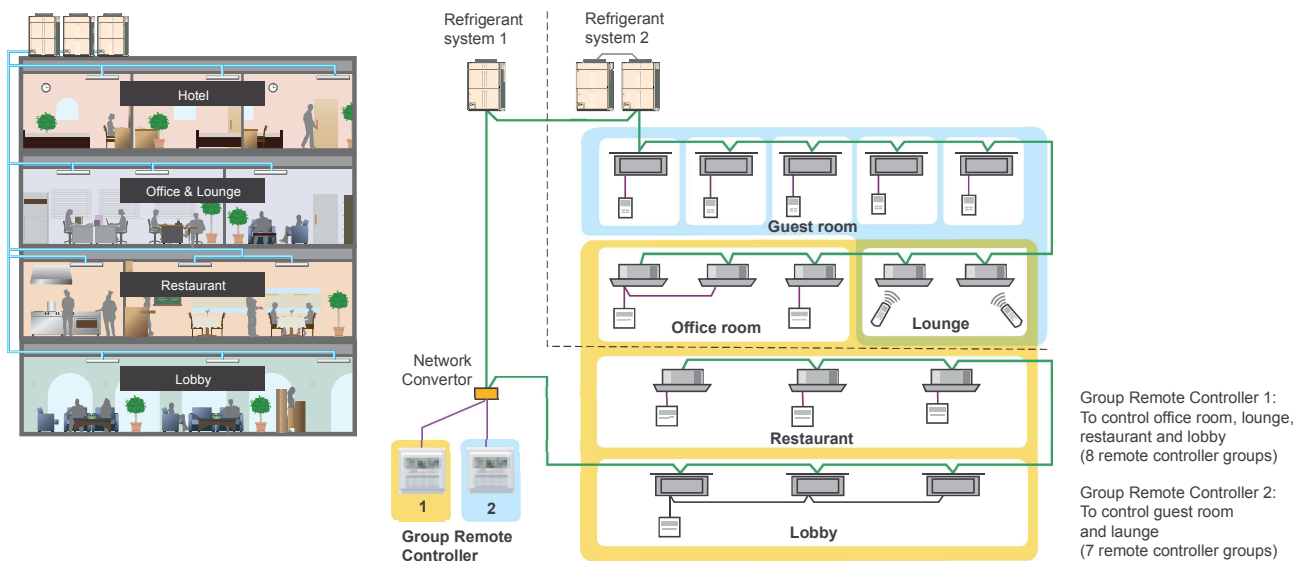 Hotel
Office & Lounge
Restaurant
Lobby
Refrigerant
system 1
Refrigerant
system 2
Guest room
Office room
Lounge
Network
Convertor
Restaurant
1
2
Group Remote
Controller
Lobby
Group Remote Controller 1:
To control office room, lounge,
restaurant and lobby
(8 remote controller groups)
Group Remote Controller 2:
To control guest room
and launge
(7 remote controller groups)